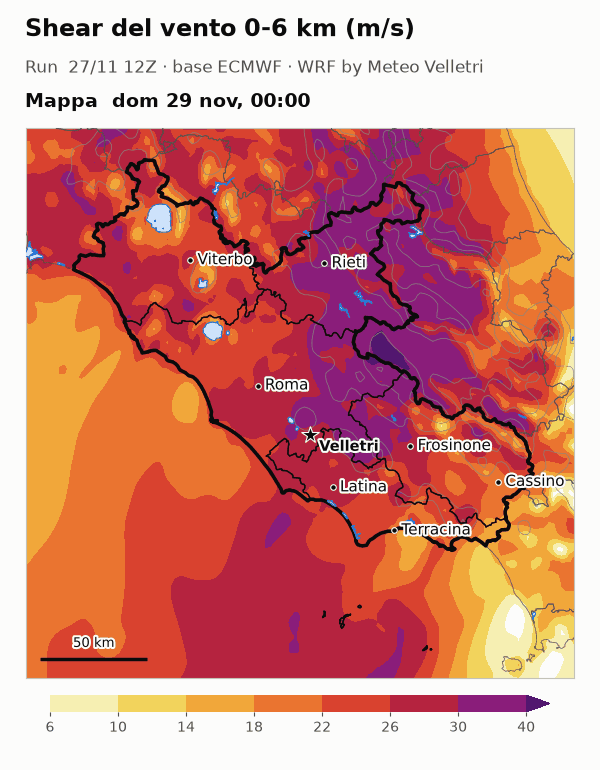 Shear del vento 0-6 km (m/s)
Run  27/11 12Z · base ECMWF · WRF by Meteo Velletri
Mappa  dom 29 nov, 00:00
Viterbo
Rieti
Roma
Velletri
Frosinone
Latina
Cassino
Terracina
50 km
6 10 14 18 22 26 30 40